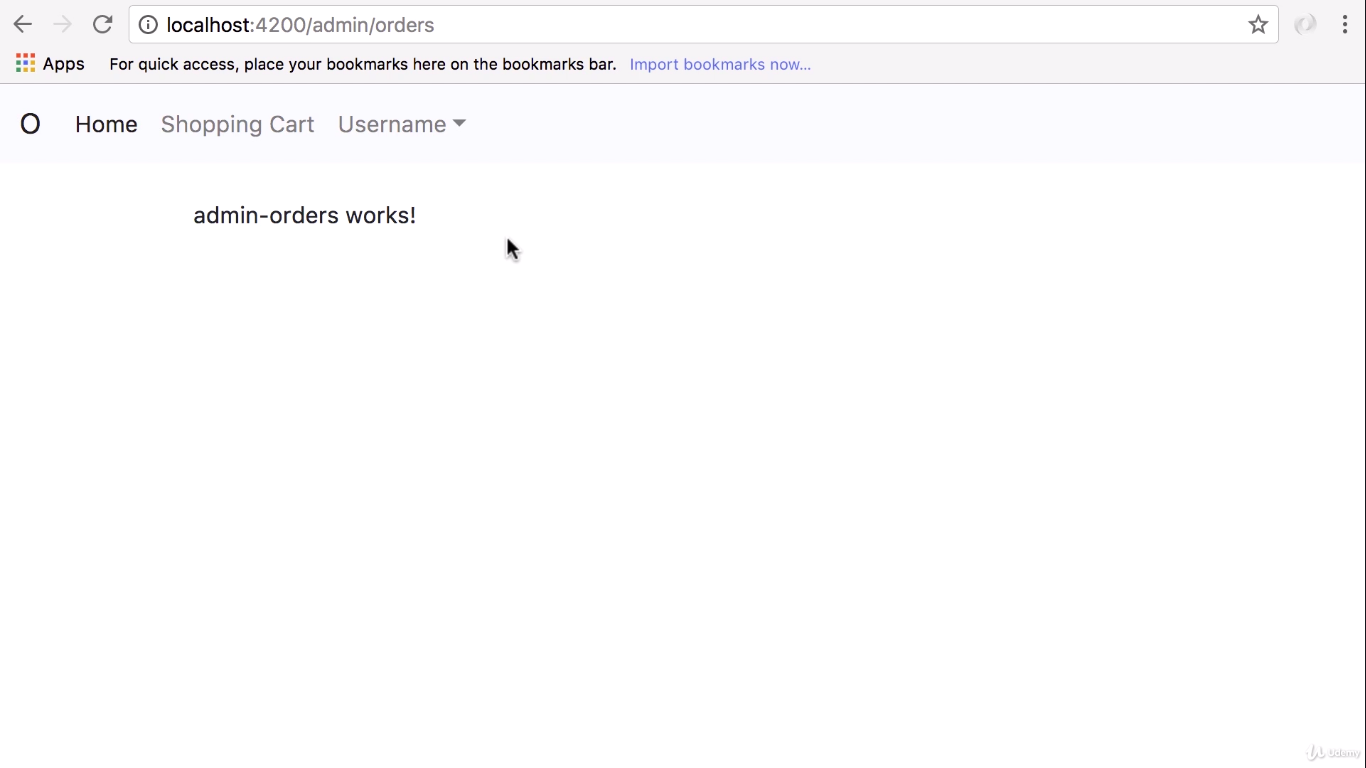 localhost:4200/admin/orders
Apps For quick access, place your bookmarks here on the bookmarks bar. Import bookmarks now...
O Home Shopping Cart Username
admin-orders works!
Udemy